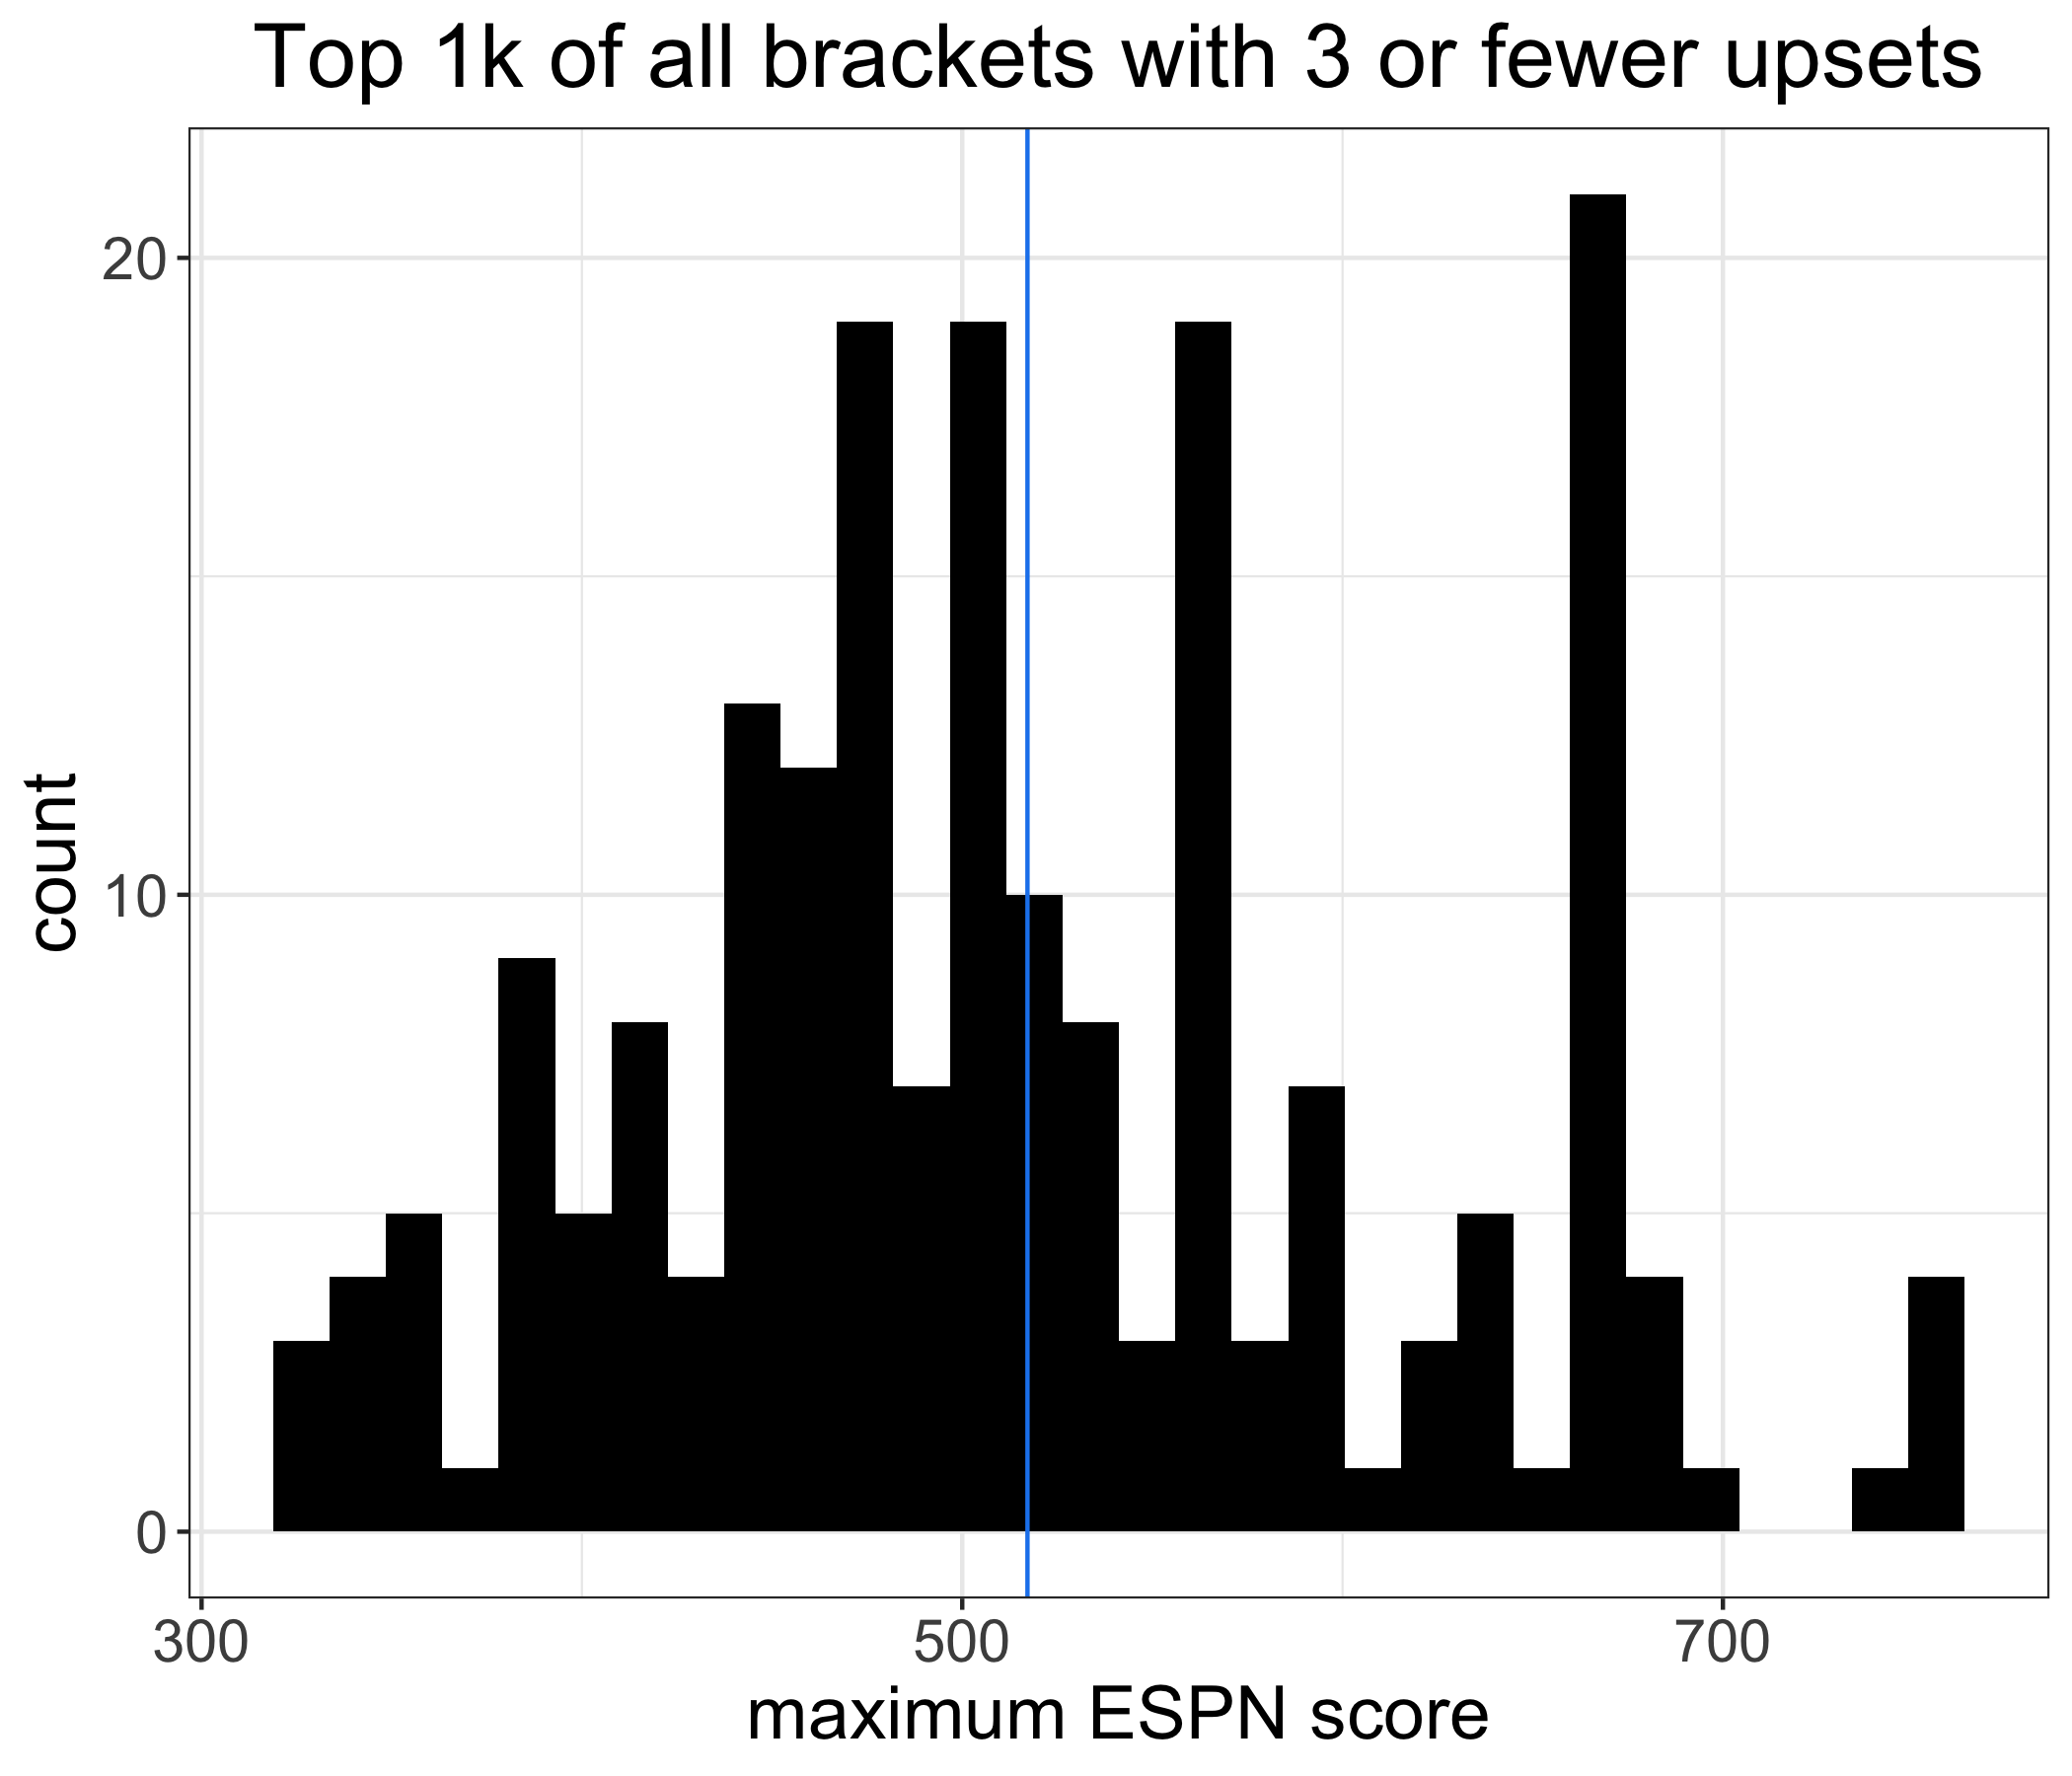 Top 1k of all brackets with 3 or fewer upsets
20
10
0
count
300 500 700
maximum ESPN score